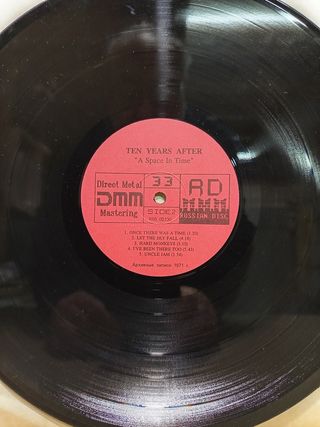 TEN YEARS AFTER
"A Space In Time"
Direct Metal
DMM
Mastering
33
SIDE 2
RD
RUSSIAN DISC
1. ONCE THERE WAS A TIME
2. LET THE SKY FALL
3. HARD MONKEYS
4. I'VE BEEN THERE TOO
5. UNCLE JAM
Архивные записи 1971 г.